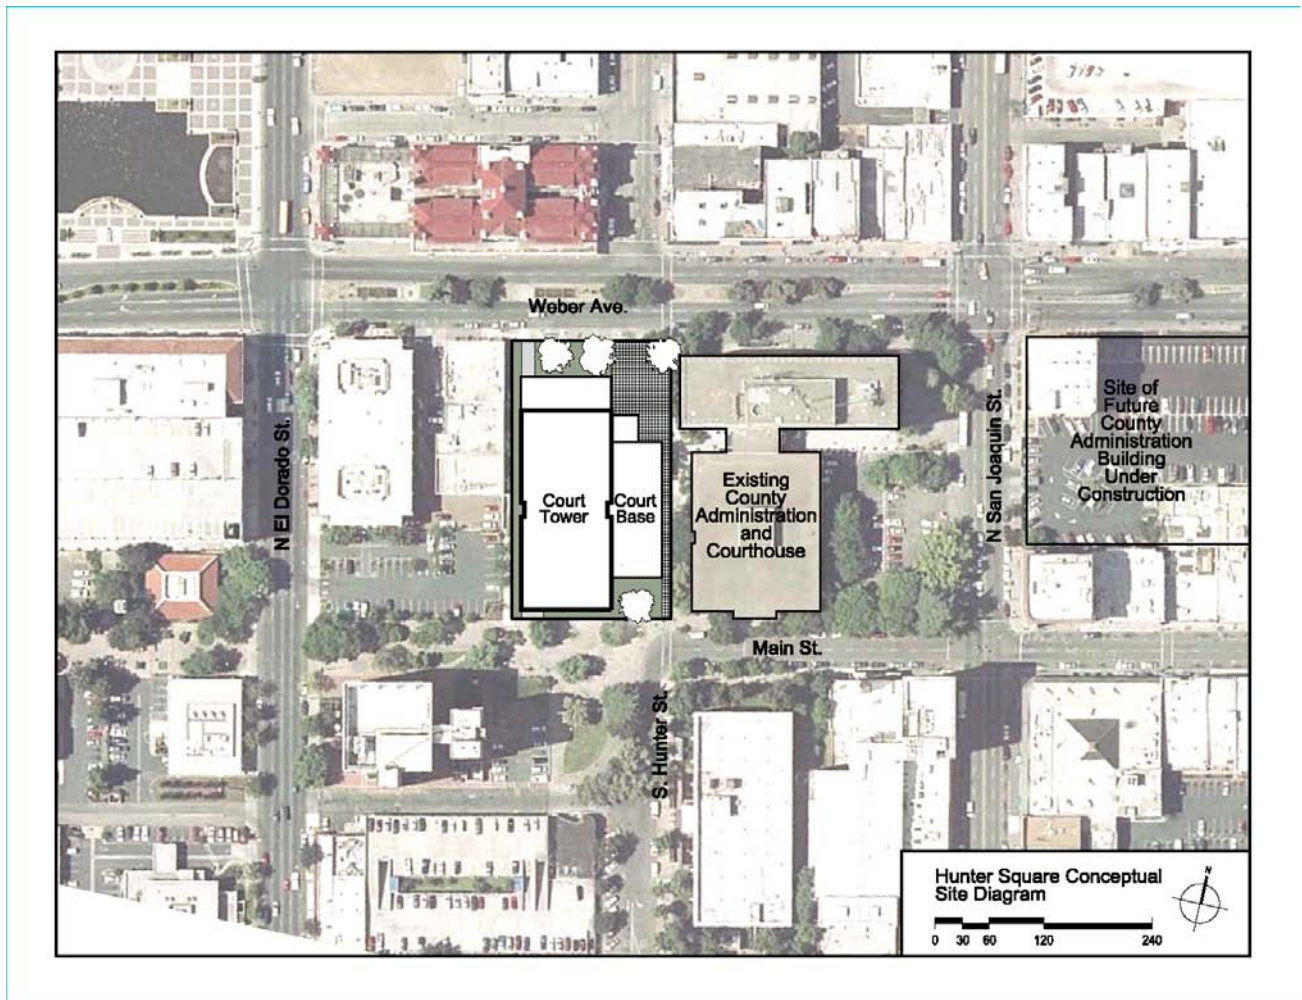 Weber Ave.
N El Dorado St.
Court
Tower
Court
Base
Existing
County
Administration
and
Courthouse
N San Joaquin St.
Site of
Future
County
Administration
Building
Under
Construction
Main St.
S. Hunter St.
Hunter Square Conceptual
Site Diagram
N
0 30 60 120 240